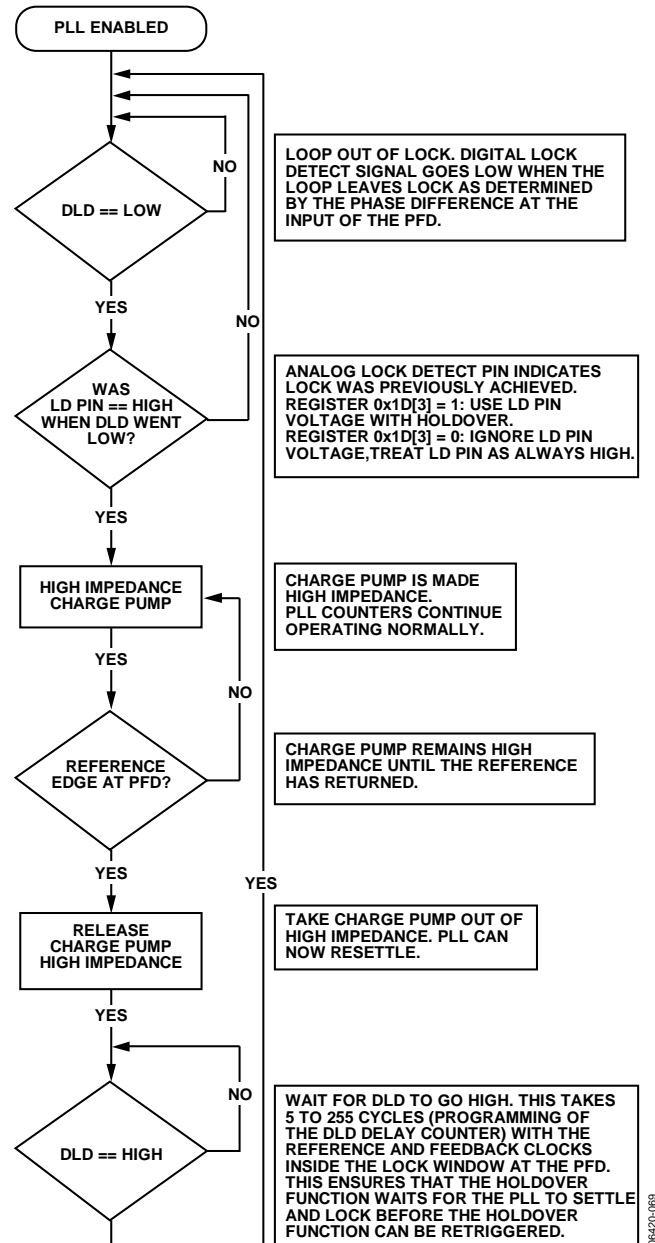 PLL ENABLED
NO
DLD == LOW
LOOP OUT OF LOCK. DIGITAL LOCK
DETECT SIGNAL GOES LOW WHEN THE
LOOP LEAVES LOCK AS DETERMINED
BY THE PHASE DIFFERENCE AT THE
INPUT OF THE PFD.
YES
NO
WAS
LD PIN == HIGH
WHEN DLD WENT
LOW?
ANALOG LOCK DETECT PIN INDICATES
LOCK WAS PREVIOUSLY ACHIEVED.
REGISTER 0x1D[3] = 1: USE LD PIN
VOLTAGE WITH HOLDOVER.
REGISTER 0x1D[3] = 0: IGNORE LD PIN
VOLTAGE,TREAT LD PIN AS ALWAYS HIGH.
YES
HIGH IMPEDANCE
CHARGE PUMP
CHARGE PUMP IS MADE
HIGH IMPEDANCE.
PLL COUNTERS CONTINUE
OPERATING NORMALLY.
YES
NO
REFERENCE
EDGE AT PFD?
CHARGE PUMP REMAINS HIGH
IMPEDANCE UNTIL THE REFERENCE
HAS RETURNED.
YES
YES
RELEASE
CHARGE PUMP
HIGH IMPEDANCE
TAKE CHARGE PUMP OUT OF
HIGH IMPEDANCE. PLL CAN
NOW RESETTLE.
YES
NO
DLD == HIGH
WAIT FOR DLD TO GO HIGH. THIS TAKES
5 TO 255 CYCLES (PROGRAMMING OF
THE DLD DELAY COUNTER) WITH THE
REFERENCE AND FEEDBACK CLOCKS
INSIDE THE LOCK WINDOW AT THE PFD.
THIS ENSURES THAT THE HOLDOVER
FUNCTION WAITS FOR THE PLL TO SETTLE
AND LOCK BEFORE THE HOLDOVER
FUNCTION CAN BE RETRIGGERED.
06420-069